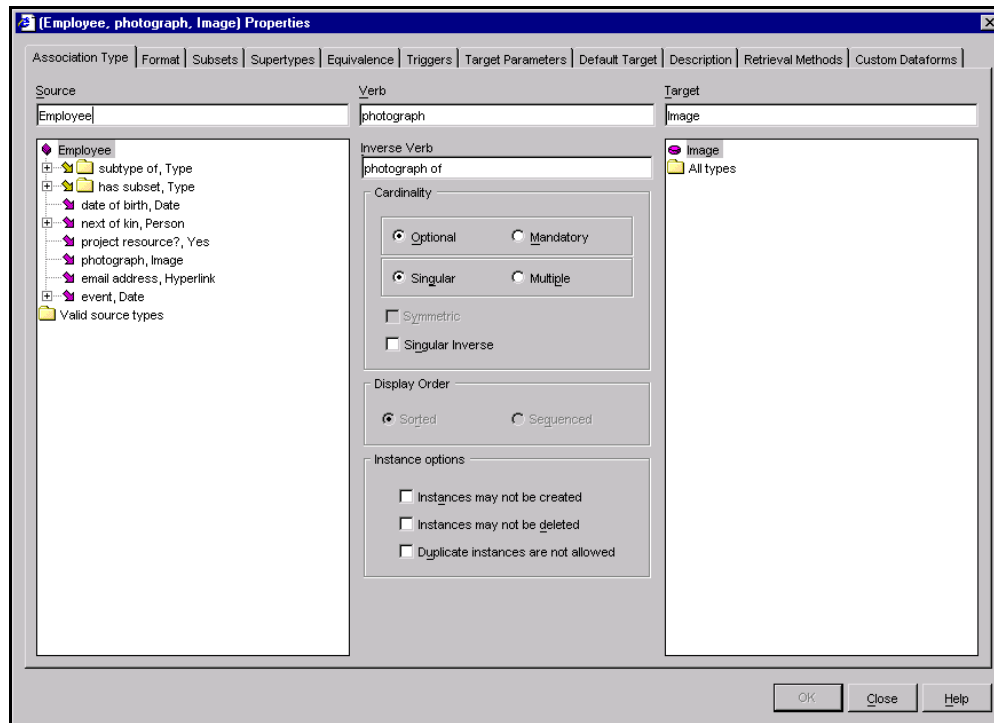 (Employee, photograph, Image) Properties
Association Type Format Subsets Supertypes Equivalence Triggers Target Parameters Default Target Description Retrieval Methods Custom Dataforms
Source Verb Target
Employee photograph Image
Employee
subtype of, Type
has subset, Type
date of birth, Date
next of kin, Person
project resource?, Yes
photograph, Image
email address, Hyperlink
event, Date
Valid source types
Inverse Verb
photograph of
Cardinality
Optional Mandatory
Singular Multiple
Symmetric
Singular Inverse
Display Order
Sorted Sequenced
Instance options
Instances may not be created
Instances may not be deleted
Duplicate instances are not allowed
Image
All types
OK Close Help